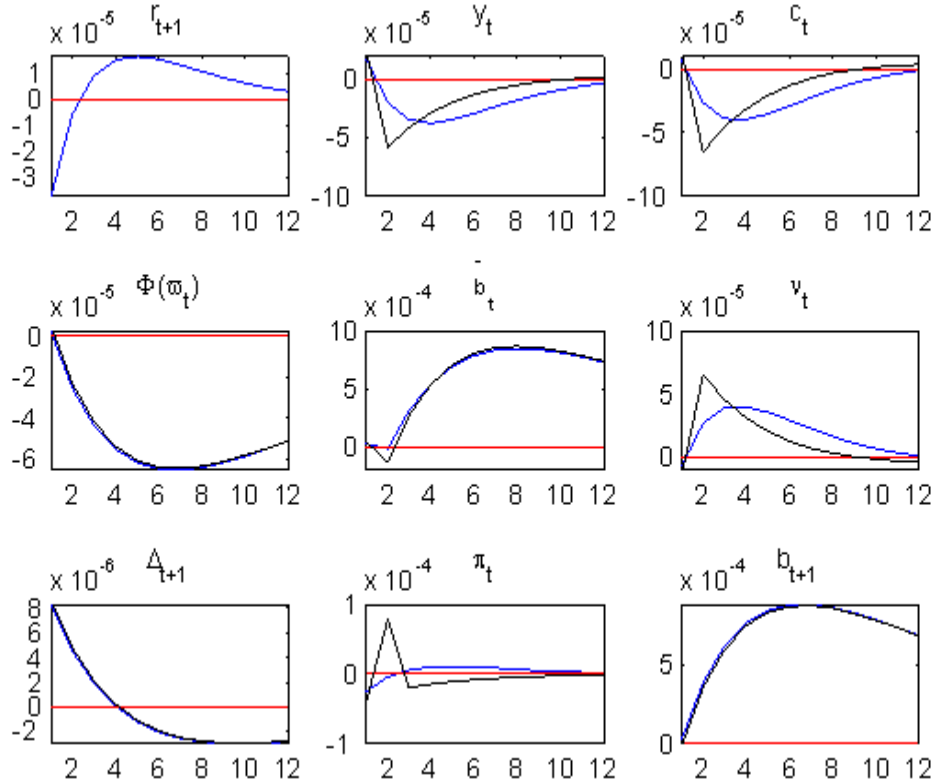 r_{t+1}
x 10^{-5}
1
0
-1
-2
-3
2 4 6 8 10 12
y_t
x 10^{-5}
0
-5
-10
2 4 6 8 10 12
c_t
x 10^{-5}
0
-5
-10
2 4 6 8 10 12
Φ(ϖ_t)
x 10^{-5}
0
-2
-4
-6
2 4 6 8 10 12
b̄_t
x 10^{-4}
10
5
0
2 4 6 8 10 12
ν_t
x 10^{-5}
10
5
0
2 4 6 8 10 12
Δ_{t+1}
x 10^{-6}
8
6
4
2
0
-2
2 4 6 8 10 12
π_t
x 10^{-4}
1
0
-1
2 4 6 8 10 12
b_{t+1}
x 10^{-4}
5
0
2 4 6 8 10 12